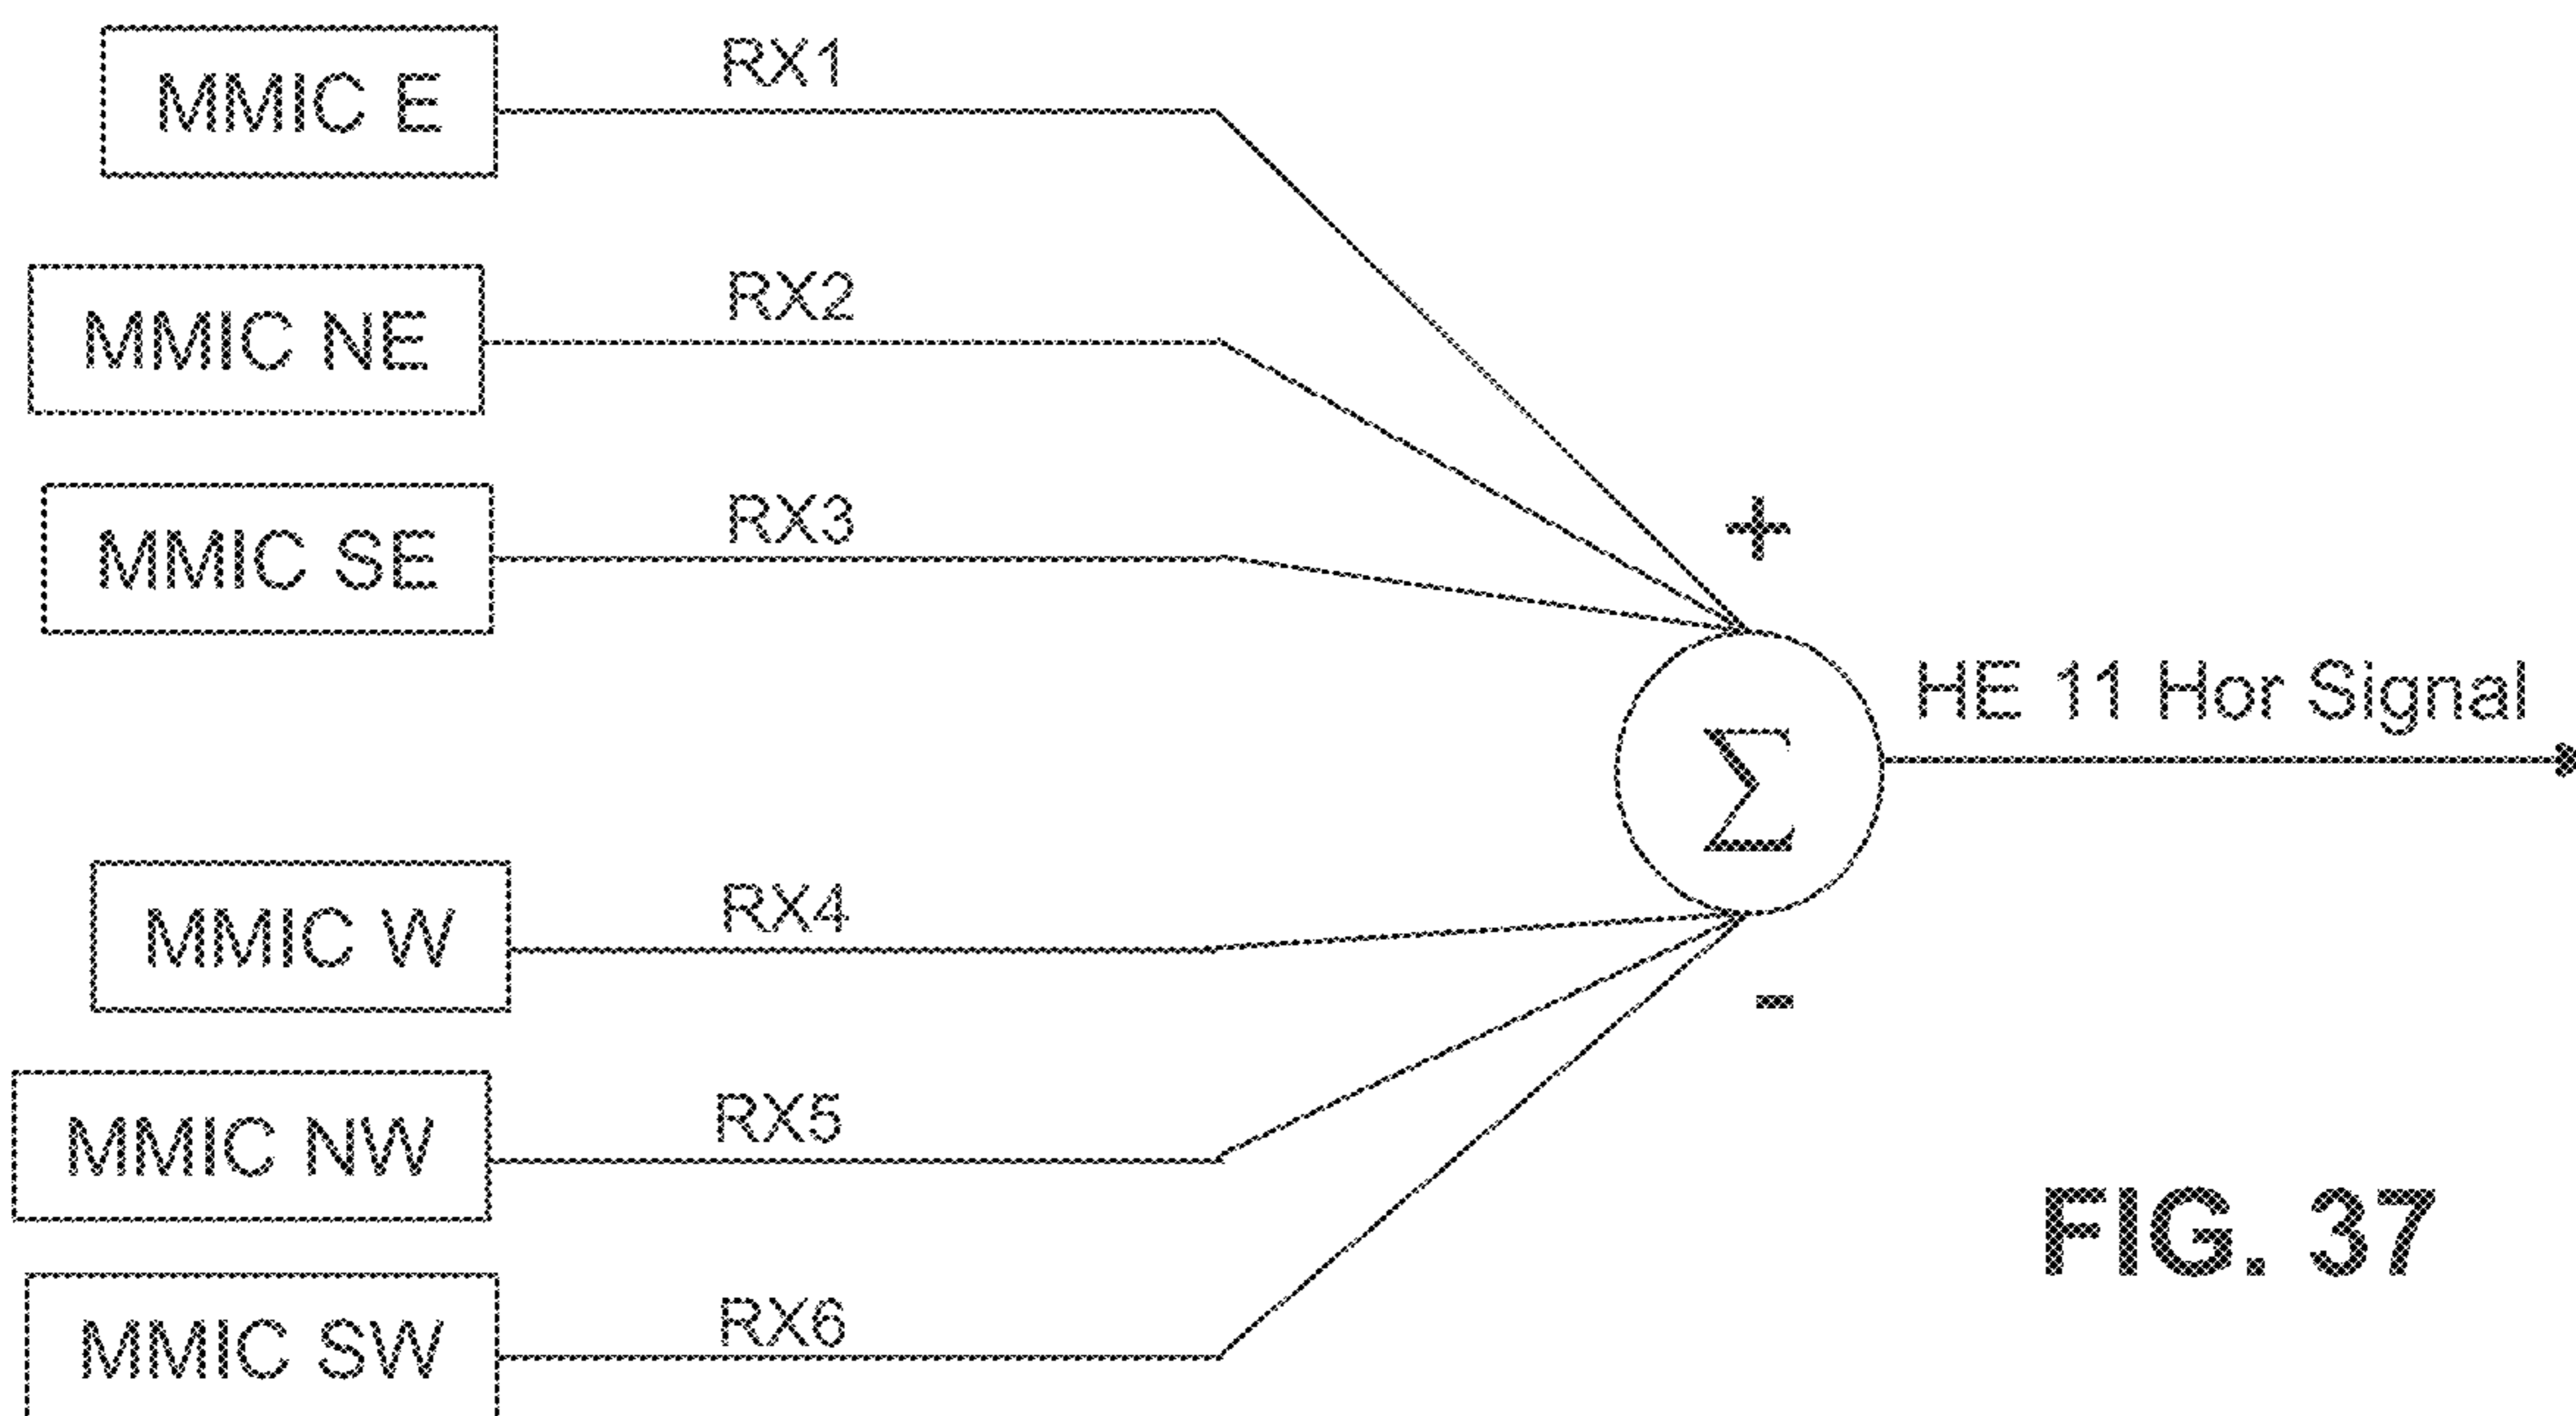 MMIC E
RX1
MMIC NE
RX2
MMIC SE
RX3
+
Σ
HE 11 Hor Signal
MMIC W
RX4
-
MMIC NW
RX5
MMIC SW
RX6
FIG. 37